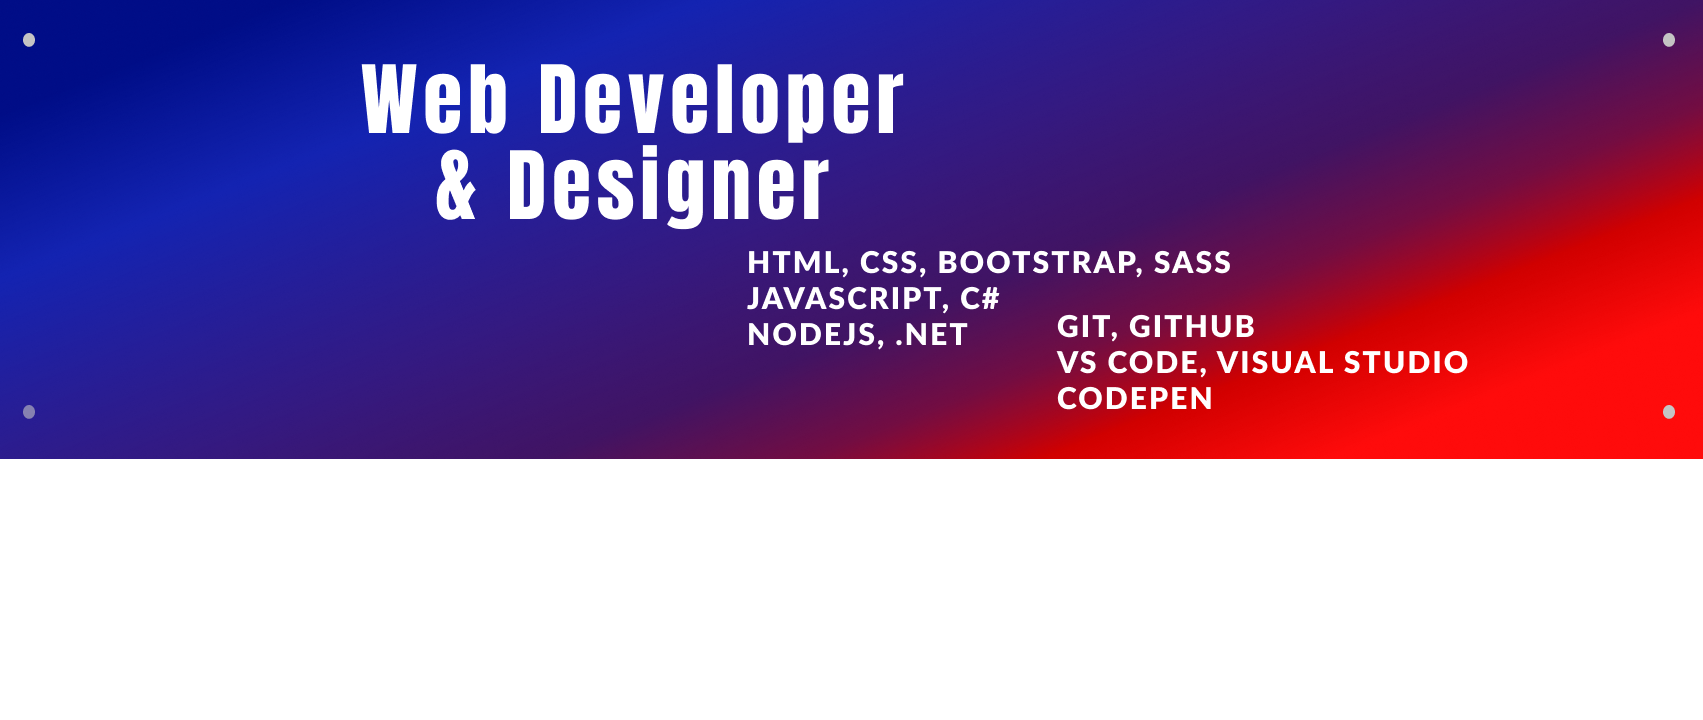 Web Developer
& Designer
HTML, CSS, BOOTSTRAP, SASS
JAVASCRIPT, C#
NODEJS, .NET
GIT, GITHUB
VS CODE, VISUAL STUDIO
CODEPEN